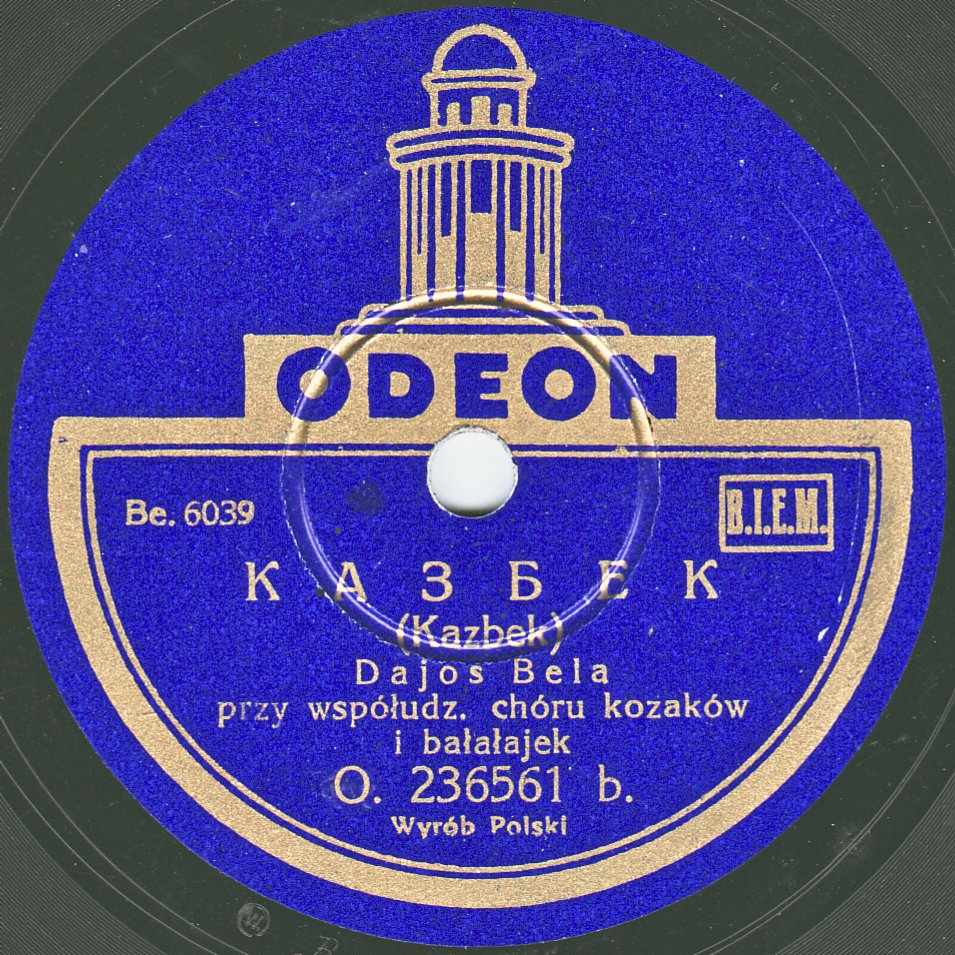 ODEON
Be. 6039
B.I.E.M.
КАЗБЕК
(Kazbek)
Dajos Bela
przy współudz. chóru kozaków
i bałałajek
O. 236561 b.
Wyrób Polski